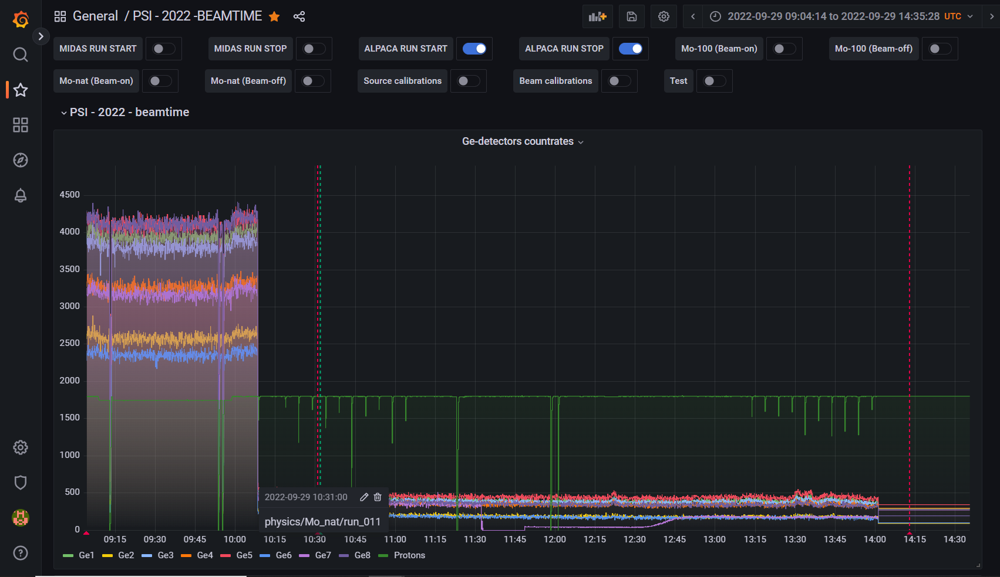 General / PSI - 2022 -BEAMTIME
2022-09-29 09:04:14 to 2022-09-29 14:35:28 UTC
MIDAS RUN START
MIDAS RUN STOP
ALPACA RUN START
ALPACA RUN STOP
Mo-100 (Beam-on)
Mo-100 (Beam-off)
Mo-nat (Beam-on)
Mo-nat (Beam-off)
Source calibrations
Beam calibrations
Test
PSI - 2022 - beamtime
Ge-detectors countrates
4500
4000
3500
3000
2500
2000
1500
1000
500
0
2022-09-29 10:31:00
physics/Mo_nat/run_011
09:15 09:30 09:45 10:00 10:15 10:30 10:45 11:00 11:15 11:30 11:45 12:00 12:15 12:30 12:45 13:00 13:15 13:30 13:45 14:00 14:15 14:30
Ge1 Ge2 Ge3 Ge4 Ge5 Ge6 Ge7 Ge8 Protons